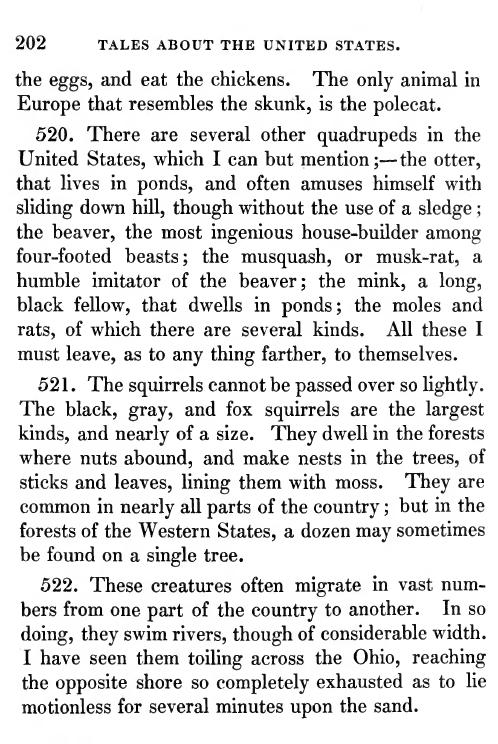 202 TALES ABOUT THE UNITED STATES.
the eggs, and eat the chickens. The only animal in
Europe that resembles the skunk, is the polecat.
520. There are several other quadrupeds in the
United States, which I can but mention;—the otter,
that lives in ponds, and often amuses himself with
sliding down hill, though without the use of a sledge;
the beaver, the most ingenious house-builder among
four-footed beasts; the musquash, or musk-rat, a
humble imitator of the beaver; the mink, a long,
black fellow, that dwells in ponds; the moles and
rats, of which there are several kinds. All these I
must leave, as to any thing farther, to themselves.
521. The squirrels cannot be passed over so lightly.
The black, gray, and fox squirrels are the largest
kinds, and nearly of a size. They dwell in the forests
where nuts abound, and make nests in the trees, of
sticks and leaves, lining them with moss. They are
common in nearly all parts of the country; but in the
forests of the Western States, a dozen may sometimes
be found on a single tree.
522. These creatures often migrate in vast num-
bers from one part of the country to another. In so
doing, they swim rivers, though of considerable width.
I have seen them toiling across the Ohio, reaching
the opposite shore so completely exhausted as to lie
motionless for several minutes upon the sand.